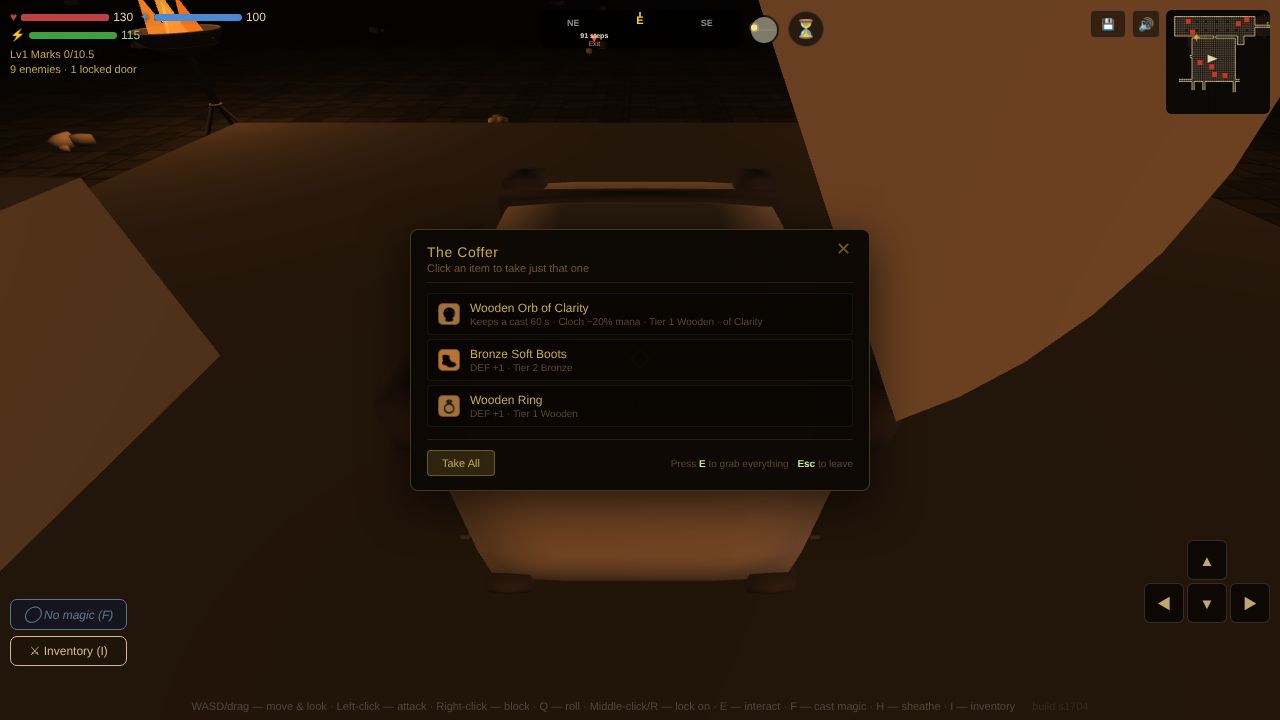 130
100
115
Lv1 Marks 0/10.5
9 enemies · 1 locked door
NE
E
SE
91 steps
Exit
The Coffer
Click an item to take just that one
Wooden Orb of Clarity
Keeps a cast 60 s · Cloch −20% mana · Tier 1 Wooden · of Clarity
Bronze Soft Boots
DEF +1 · Tier 2 Bronze
Wooden Ring
DEF +1 · Tier 1 Wooden
Take All
Press E to grab everything · Esc to leave
No magic (F)
Inventory (I)
WASD/drag — move & look · Left-click — attack · Right-click — block · Q — roll · Middle-click/R — lock on · E — interact · F — cast magic · H — sheathe · I — inventory build s1704